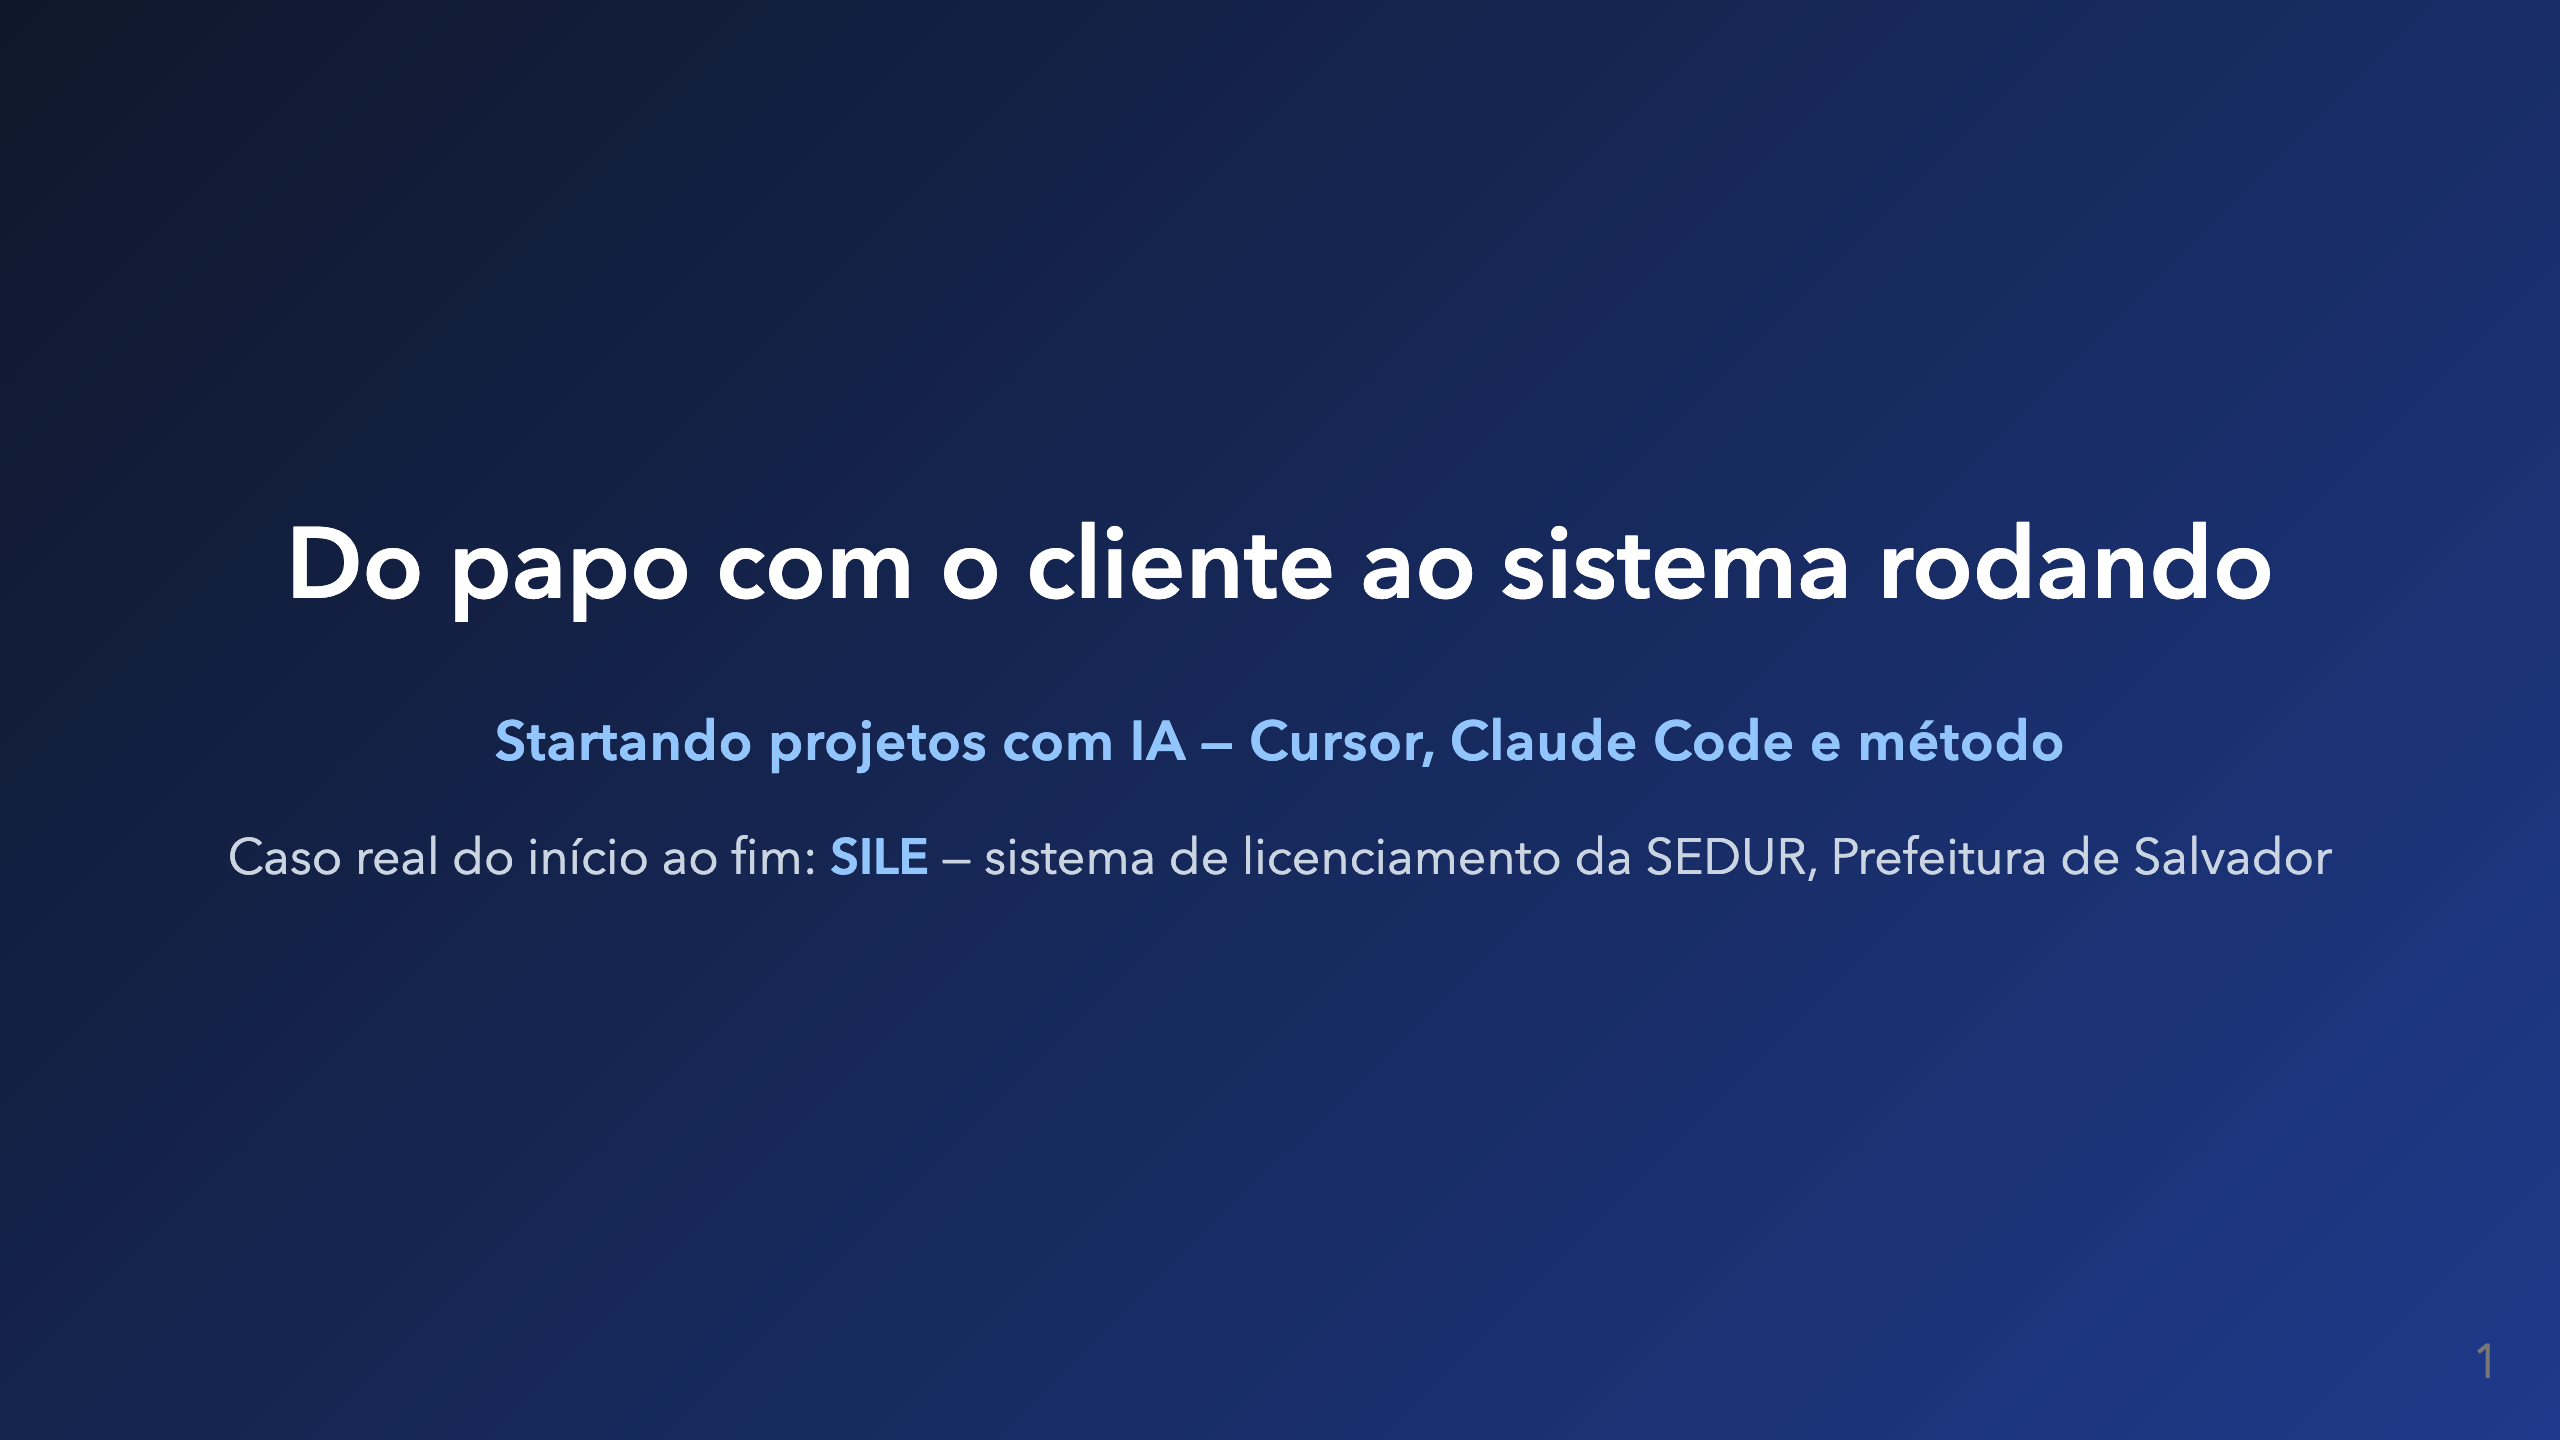 Do papo com o cliente ao sistema rodando
Startando projetos com IA – Cursor, Claude Code e método
Caso real do início ao fim: SILE – sistema de licenciamento da SEDUR, Prefeitura de Salvador
1